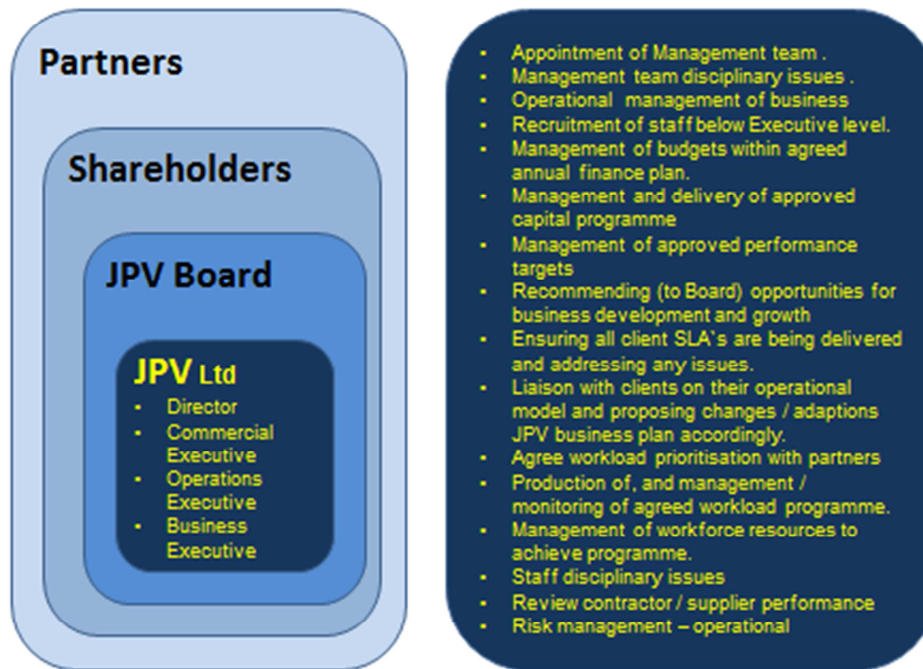 Partners
Shareholders
JPV Board
JPV Ltd
▪ Director
▪ Commercial
Executive
▪ Operations
Executive
▪ Business
Executive
▪ Appointment of Management team .
▪ Management team disciplinary issues .
▪ Operational management of business
▪ Recruitment of staff below Executive level.
▪ Management of budgets within agreed
annual finance plan.
▪ Management and delivery of approved
capital programme
▪ Management of approved performance
targets
▪ Recommending (to Board) opportunities for
business development and growth
▪ Ensuring all client SLA`s are being delivered
and addressing any issues.
▪ Liaison with clients on their operational
model and proposing changes / adaptions
JPV business plan accordingly.
▪ Agree workload prioritisation with partners
▪ Production of, and management /
monitoring of agreed workload programme.
▪ Management of workforce resources to
achieve programme.
▪ Staff disciplinary issues
▪ Review contractor / supplier performance
▪ Risk management – operational